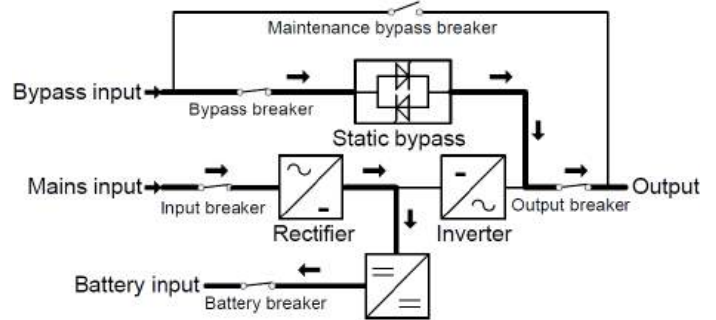 Maintenance bypass breaker
Bypass input
Bypass breaker
Static bypass
Mains input
Input breaker
Rectifier
Inverter
Output breaker
Output
Battery input
Battery breaker